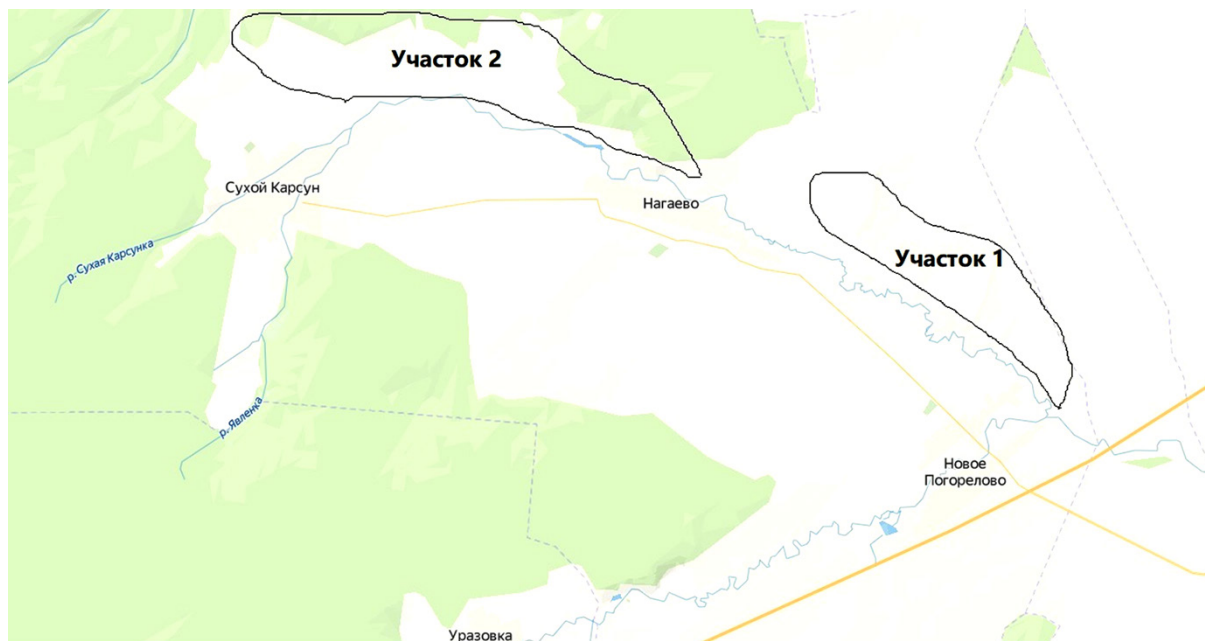 Участок 2
Сухой Карсун
Нагаево
р. Сухая Карсунка
Участок 1
р. Явленка
Новое
Погорелово
Уразовка